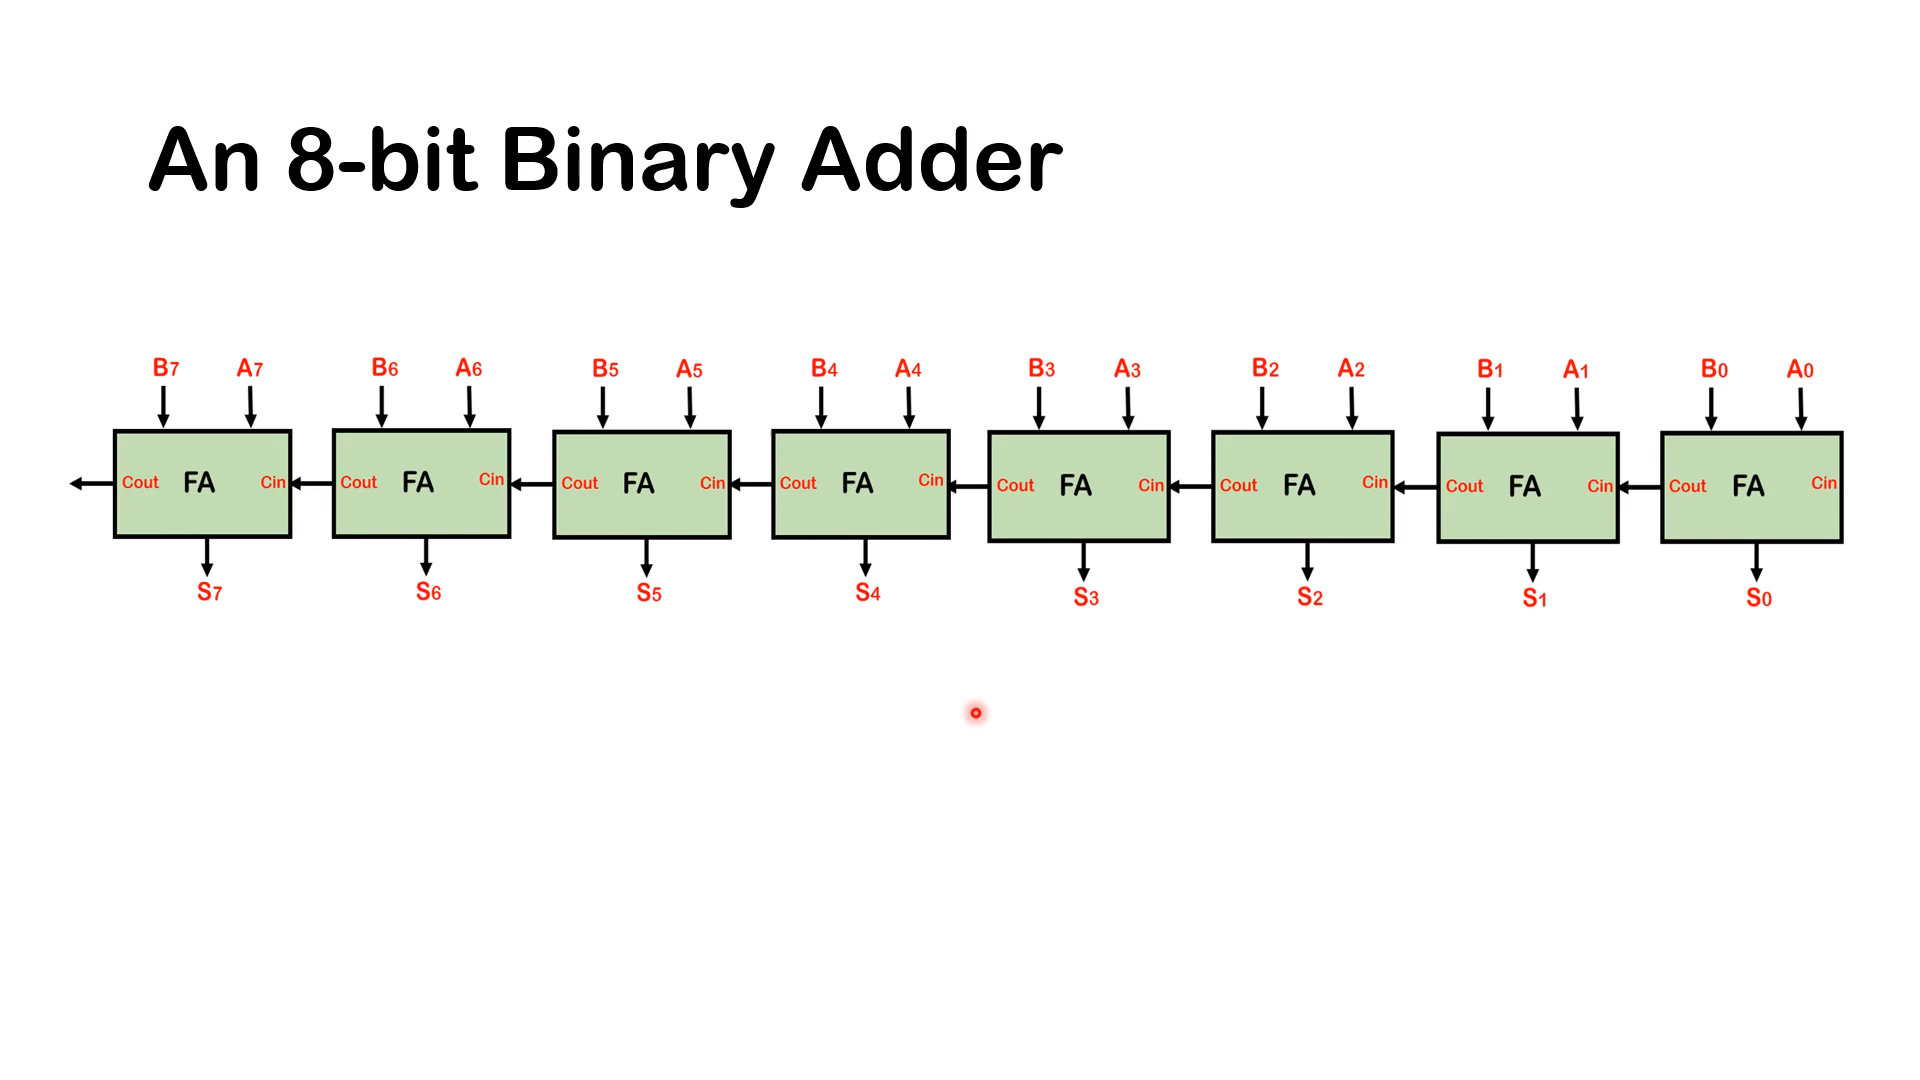 An 8-bit Binary Adder
B7 A7 B6 A6 B5 A5 B4 A4 B3 A3 B2 A2 B1 A1 B0 A0
Cout FA Cin Cout FA Cin Cout FA Cin Cout FA Cin Cout FA Cin Cout FA Cin Cout FA Cin Cout FA Cin
S7 S6 S5 S4 S3 S2 S1 S0